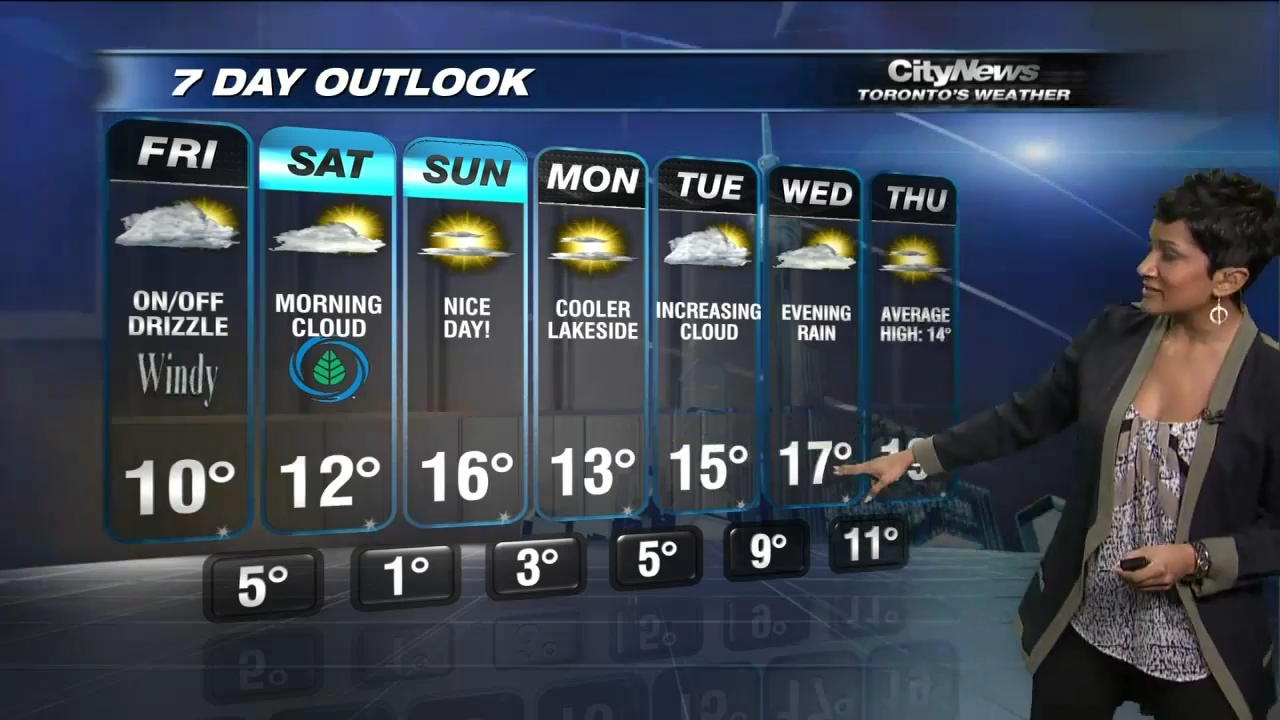 7 DAY OUTLOOK
CityNews
TORONTO'S WEATHER
FRI
ON/OFF
DRIZZLE
Windy
10°
SAT
MORNING
CLOUD
12°
SUN
NICE
DAY!
16°
MON
COOLER
LAKESIDE
13°
TUE
INCREASING
CLOUD
15°
WED
EVENING
RAIN
17°
THU
AVERAGE
HIGH: 14°
5°
1°
3°
5°
9°
11°